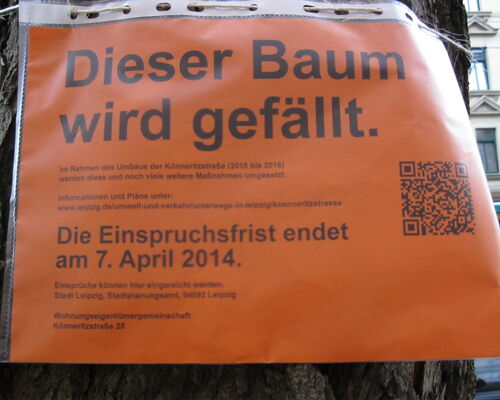 Dieser Baum
wird gefällt.
Im Rahmen des Umbaus der Könneritzstraße (2015 bis 2016)
werden diese und noch viele weitere Maßnahmen umgesetzt.
Informationen und Pläne unter:
www.leipzig.de/umwelt-und-verkehr/unterwegs-in-leipzig/koenneritzstrasse
Die Einspruchsfrist endet
am 7. April 2014.
Einsprüche können hier eingereicht werden:
Stadt Leipzig, Stadtplanungsamt, 04092 Leipzig
Wohnungseigentümergemeinschaft
Könneritzstraße 28